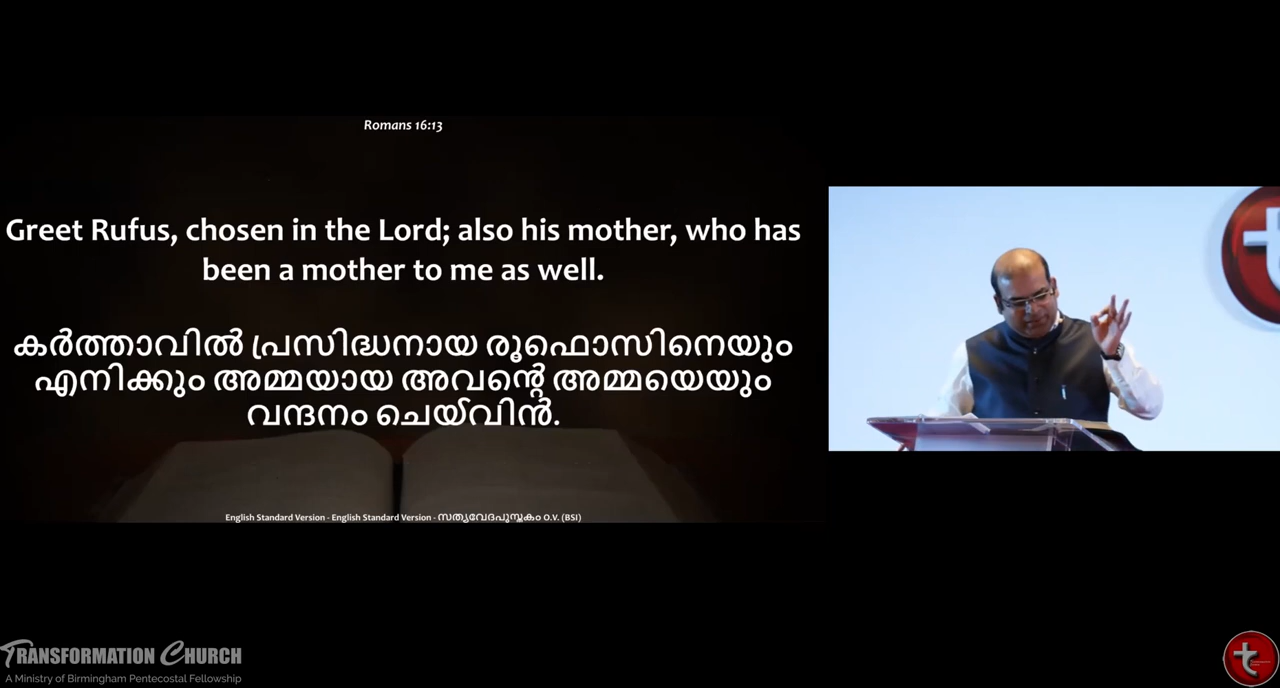 Romans 16:13
Greet Rufus, chosen in the Lord; also his mother, who has
been a mother to me as well.
കർത്താവിൽ പ്രസിദ്ധനായ രൂഫൊസിനെയും
എനിക്കും അമ്മയായ അവന്റെ അമ്മയെയും
വന്ദനം ചെയ്‌വിൻ.
English Standard Version - English Standard Version - സത്യവേദപുസ്തകം O.V. (BSI)
TRANSFORMATION CHURCH
A Ministry of Birmingham Pentecostal Fellowship